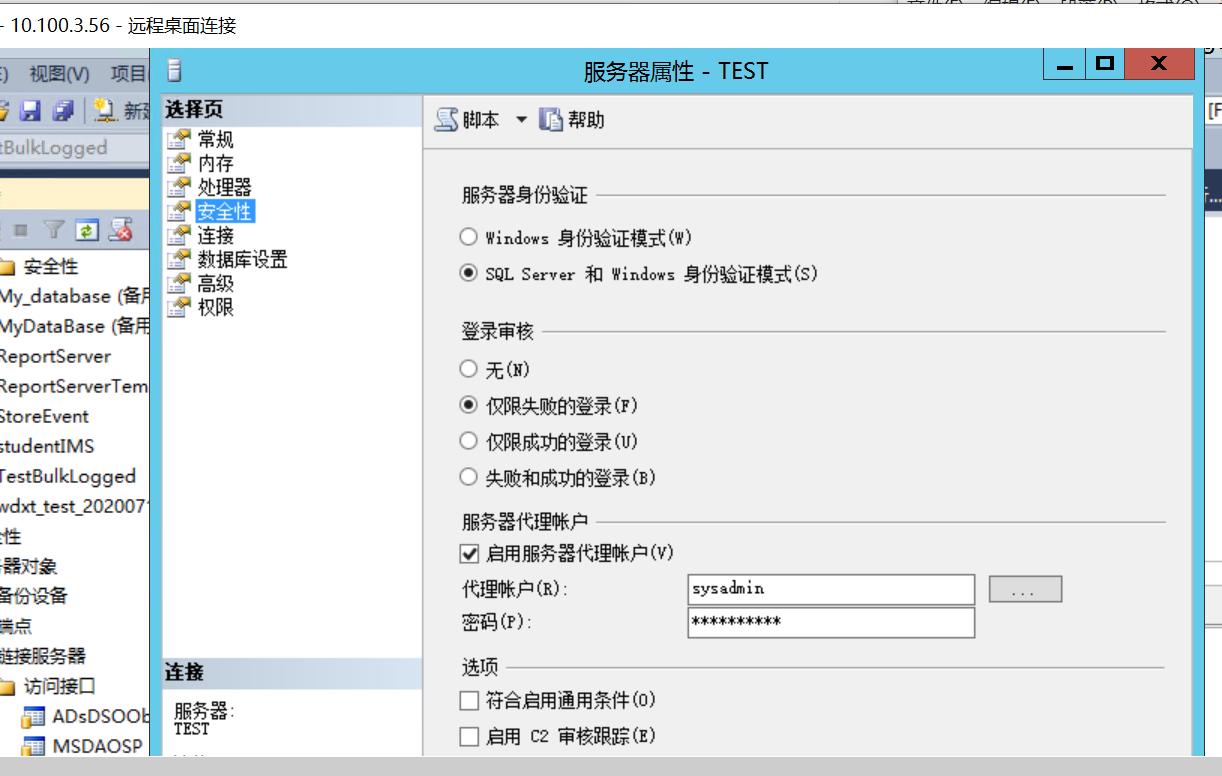 - 10.100.3.56 - 远程桌面连接
视图(V) 项目
新建
tBulkLogged
安全性
My_database (备用
MyDataBase (备用
ReportServer
ReportServerTem
StoreEvent
studentIMS
TestBulkLogged
wdxt_test_202007
全性
器对象
备份设备
端点
链接服务器
访问接口
ADsDSOOb
MSDAOSP
服务器属性 - TEST
选择页
常规
内存
处理器
安全性
连接
数据库设置
高级
权限
连接
服务器:
TEST
脚本 帮助
服务器身份验证
Windows 身份验证模式(W)
SQL Server 和 Windows 身份验证模式(S)
登录审核
无(N)
仅限失败的登录(F)
仅限成功的登录(U)
失败和成功的登录(B)
服务器代理帐户
启用服务器代理帐户(V)
代理帐户(R):
sysadmin
...
密码(P):
**********
选项
符合启用通用条件(O)
启用 C2 审核跟踪(E)